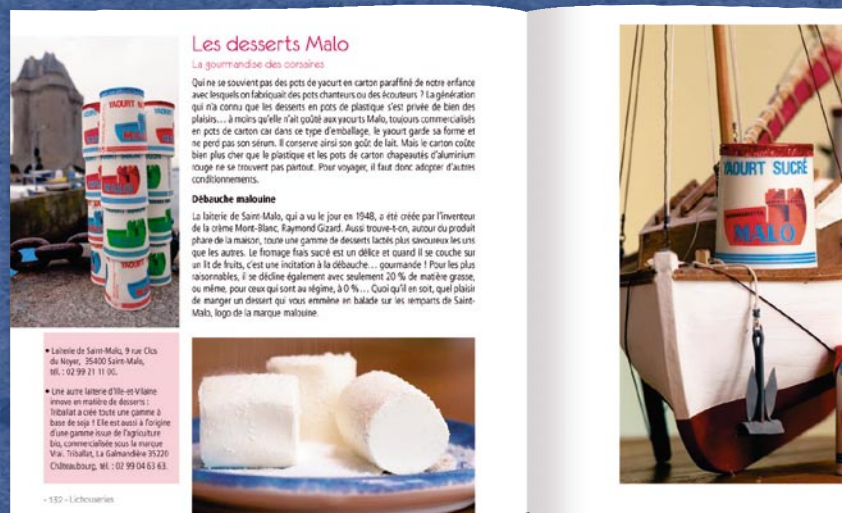 Les desserts Malo
La gourmandise des corsaires
Qui ne se souvient pas des pots de yaourt en carton paraffiné de notre enfance
avec lesquels on fabriquait des pots chanteurs ou des écouteurs ? La génération
qui n'a connu que les desserts en pots de plastique s'est privée de bien des
plaisirs… à moins qu'elle n'ait goûté aux yaourts Malo, toujours commercialisés
en pots de carton car dans ce type d'emballage, le yaourt garde sa forme et
ne perd pas son sérum. Il conserve ainsi son goût de lait. Mais le carton coûte
bien plus cher que le plastique et les pots de carton chapeautés d'aluminium
rouge ne se trouvent pas partout. Pour voyager, il faut donc adopter d'autres
conditionnements.
Débauche malouine
La laiterie de Saint-Malo, qui a vu le jour en 1948, a été créée par l'inventeur
de la crème Mont-Blanc, Raymond Gizard. Aussi trouve-t-on, autour du produit
phare de la maison, toute une gamme de desserts lactés plus savoureux les uns
que les autres. Le fromage frais sucré est un délice et quand il se couche sur
un lit de fruits, c'est une incitation à la débauche… gourmande ! Pour les plus
raisonnables, il se décline également avec seulement 20 % de matière grasse,
ou même, pour ceux qui sont au régime, à 0 %… Quoi qu'il en soit, quel plaisir
de manger un dessert qui vous emmène en balade sur les remparts de Saint-
Malo, logo de la marque malouine.
• Laiterie de Saint-Malo, 9 rue Clos
du Noyer, 35400 Saint-Malo,
tél. : 02 99 21 11 00.
• Une autre laiterie d'Ille-et-Vilaine
innove en matière de desserts :
Triballat a créé toute une gamme à
base de soja ! Elle est aussi à l'origine
d'une gamme issue de l'agriculture
bio, commercialisée sous la marque
Vrai. Triballat, La Galmandière 35220
Châteaubourg, tél. : 02 99 04 63 63.
- 132 - Lichouseries
YAOURT
YAOURT SUCRÉ
MALO